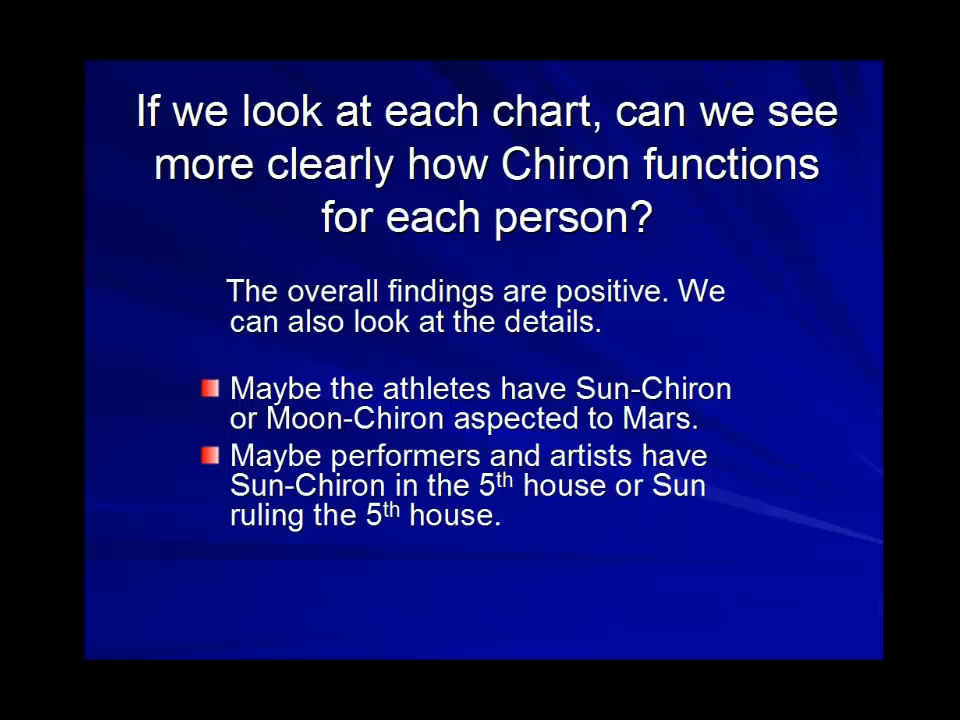 If we look at each chart, can we see
more clearly how Chiron functions
for each person?
The overall findings are positive. We
can also look at the details.
Maybe the athletes have Sun-Chiron
or Moon-Chiron aspected to Mars.
Maybe performers and artists have
Sun-Chiron in the 5th house or Sun
ruling the 5th house.